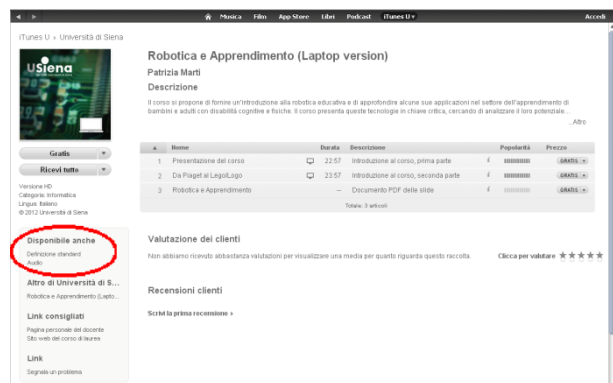 Musica Film App Store Libri Podcast iTunes U Accedi
iTunes U › Università di Siena
USiena
Robotica e Apprendimento (Laptop version)
Patrizia Marti
Descrizione
Il corso si propone di fornire un'introduzione alla robotica educativa e di approfondire alcune sue applicazioni nel settore dell'apprendimento di
bambini e adulti con disabilità cognitive e fisiche. Il corso presenta queste tecnologie in chiave critica, cercando di analizzare il loro potenziale...
...Altro
Gratis
Ricevi tutto
Versione HD
Categoria: Informatica
Lingua: Italiano
© 2012 Università di Siena
Nome Durata Descrizione Popolarità Prezzo
1 Presentazione del corso 22:57 Introduzione al corso, prima parte GRATIS
2 Da Piaget al LegolLogo 23:57 Introduzione al corso, seconda parte GRATIS
3 Robotica e Apprendimento -- Documento PDF delle slide GRATIS
Totale: 3 articoli
Disponibile anche
Definizione standard
Audio
Altro di Università di S...
Robotica e Apprendimento (Lapto...
Link consigliati
Pagina personale del docente
Sito web del corso di laurea
Link
Segnala un problema
Valutazione dei clienti
Non abbiamo ricevuto abbastanza valutazioni per visualizzare una media per quanto riguarda questo raccolta. Clicca per valutare
Recensioni clienti
Scrivi la prima recensione ›